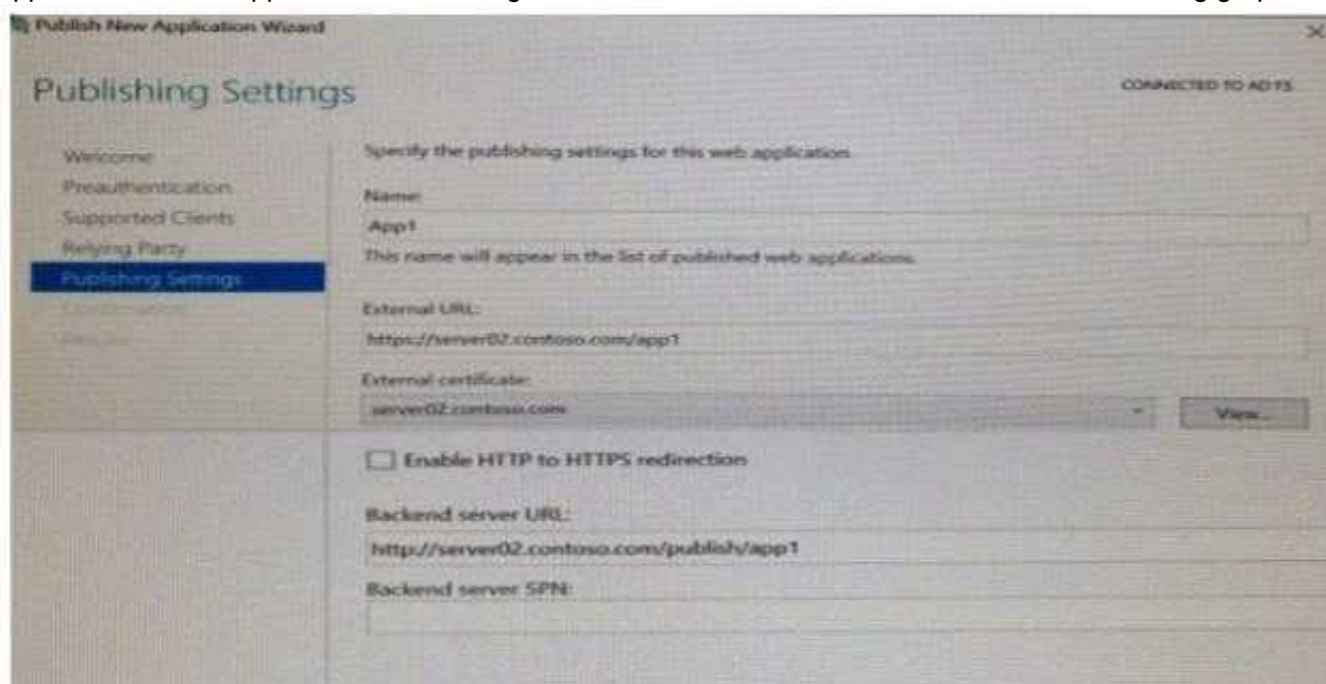 Publish New Application Wizard
Publishing Settings
CONNECTED TO AD FS
Welcome
Preauthentication
Supported Clients
Relying Party
Publishing Settings
Confirmation
Results
Specify the publishing settings for this web application.
Name:
App1
This name will appear in the list of published web applications.
External URL:
https://server02.contoso.com/app1
External certificate:
server02.contoso.com
View...
Enable HTTP to HTTPS redirection
Backend server URL:
http://server02.contoso.com/publish/app1
Backend server SPN: